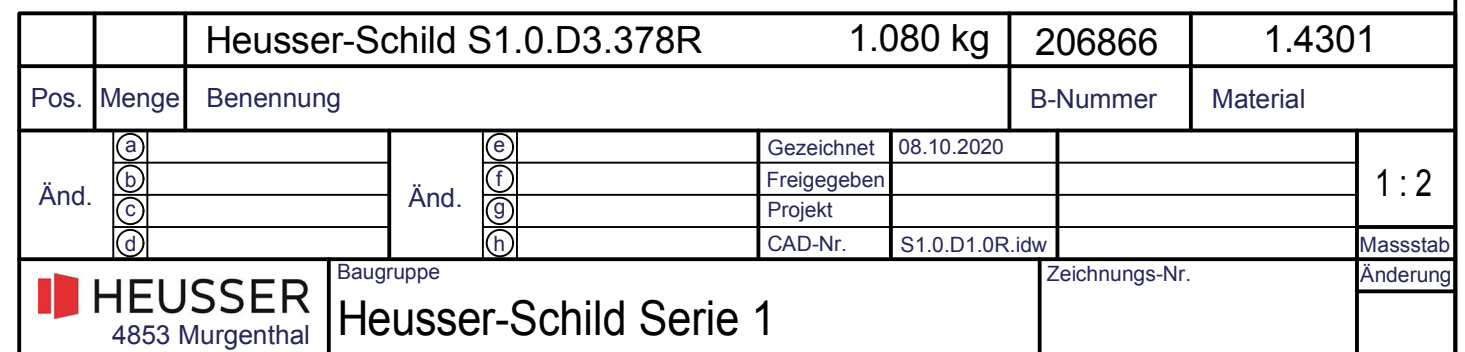 Heusser-Schild S1.0.D3.378R 1.080 kg 206866 1.4301
Pos. Menge Benennung B-Nummer Material
Änd. a Änd. e Gezeichnet 08.10.2020
b f Freigegeben 1 : 2
c g Projekt
d h CAD-Nr. S1.0.D1.0R.idw Massstab
HEUSSER
4853 Murgenthal
Baugruppe
Heusser-Schild Serie 1
Zeichnungs-Nr.
Änderung